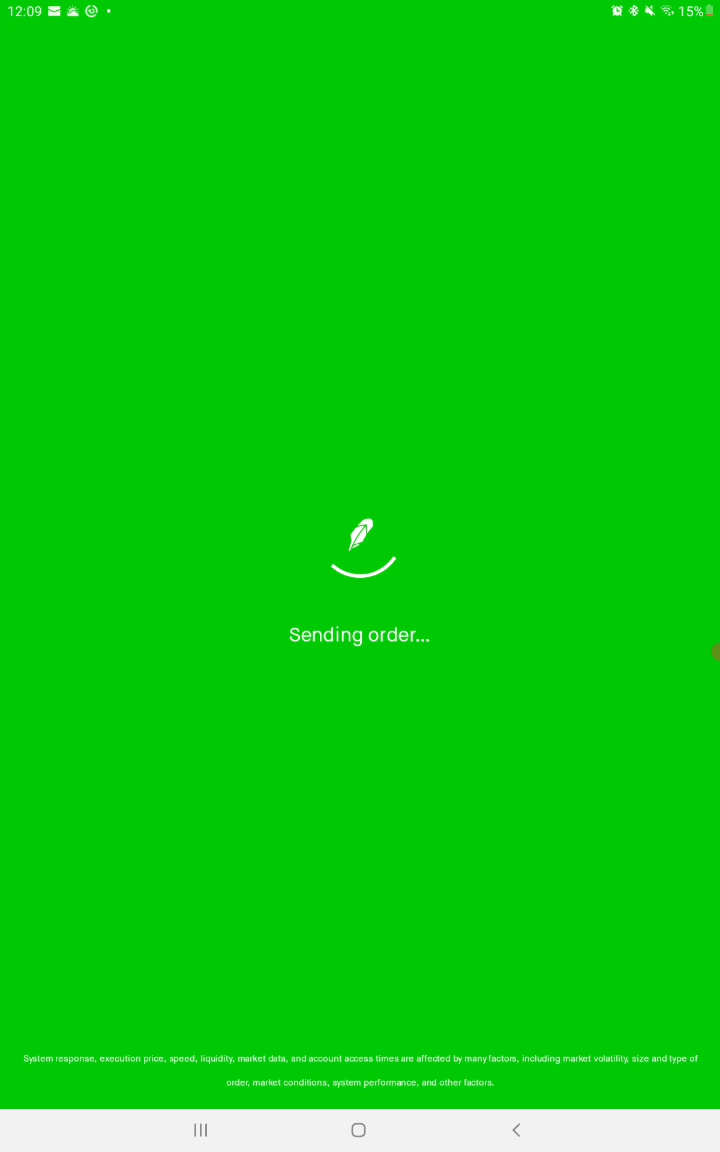 12:09
15%
Sending order...
System response, execution price, speed, liquidity, market data, and account access times are affected by many factors, including market volatility, size and type of
order, market conditions, system performance, and other factors.